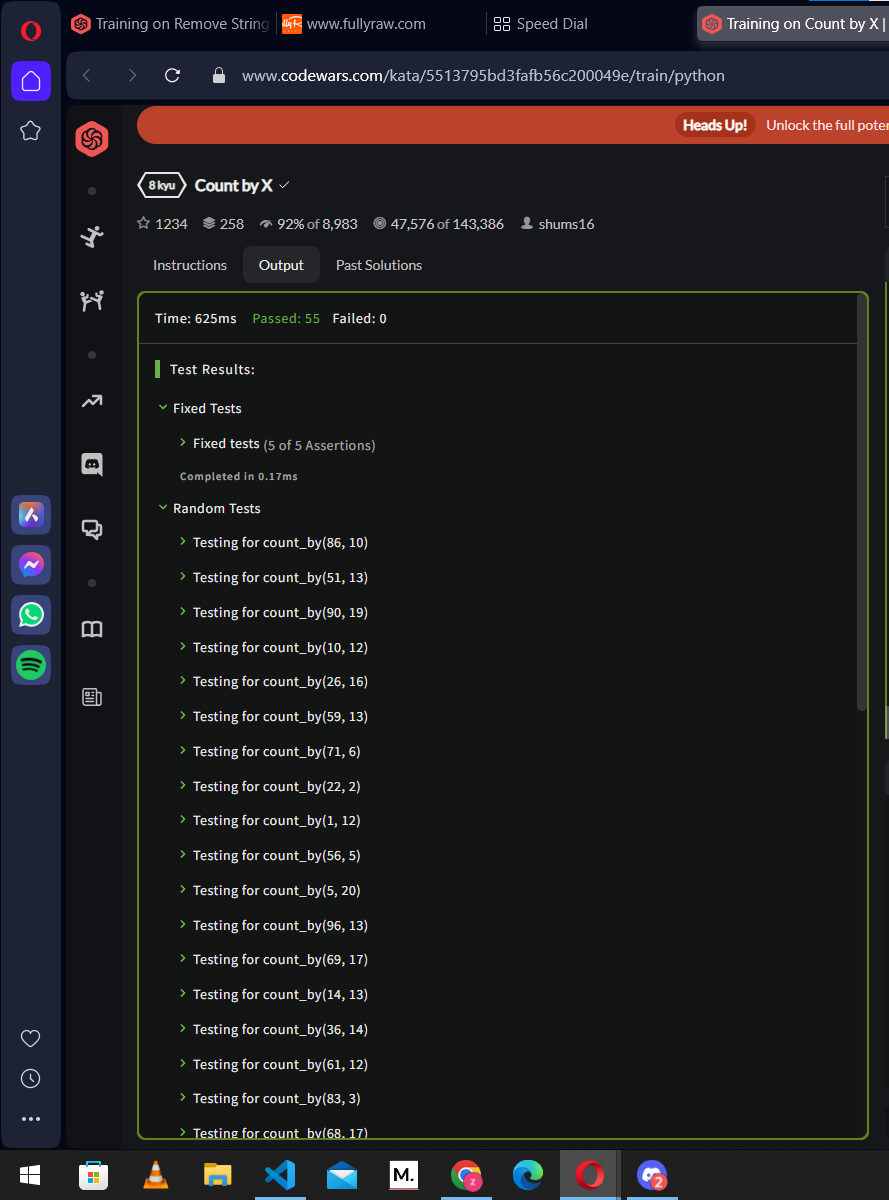 Training on Remove String
www.fullyraw.com
Speed Dial
Training on Count by X |
www.codewars.com/kata/5513795bd3fafb56c200049e/train/python
Heads Up! Unlock the full poter
8 kyu Count by X
1234 258 92% of 8,983 47,576 of 143,386 shums16
Instructions Output Past Solutions
Time: 625ms Passed: 55 Failed: 0
Test Results:
Fixed Tests
Fixed tests (5 of 5 Assertions)
Completed in 0.17ms
Random Tests
Testing for count_by(86, 10)
Testing for count_by(51, 13)
Testing for count_by(90, 19)
Testing for count_by(10, 12)
Testing for count_by(26, 16)
Testing for count_by(59, 13)
Testing for count_by(71, 6)
Testing for count_by(22, 2)
Testing for count_by(1, 12)
Testing for count_by(56, 5)
Testing for count_by(5, 20)
Testing for count_by(96, 13)
Testing for count_by(69, 17)
Testing for count_by(14, 13)
Testing for count_by(36, 14)
Testing for count_by(61, 12)
Testing for count_by(83, 3)
Testing for count_by(68, 17)
M. z 2